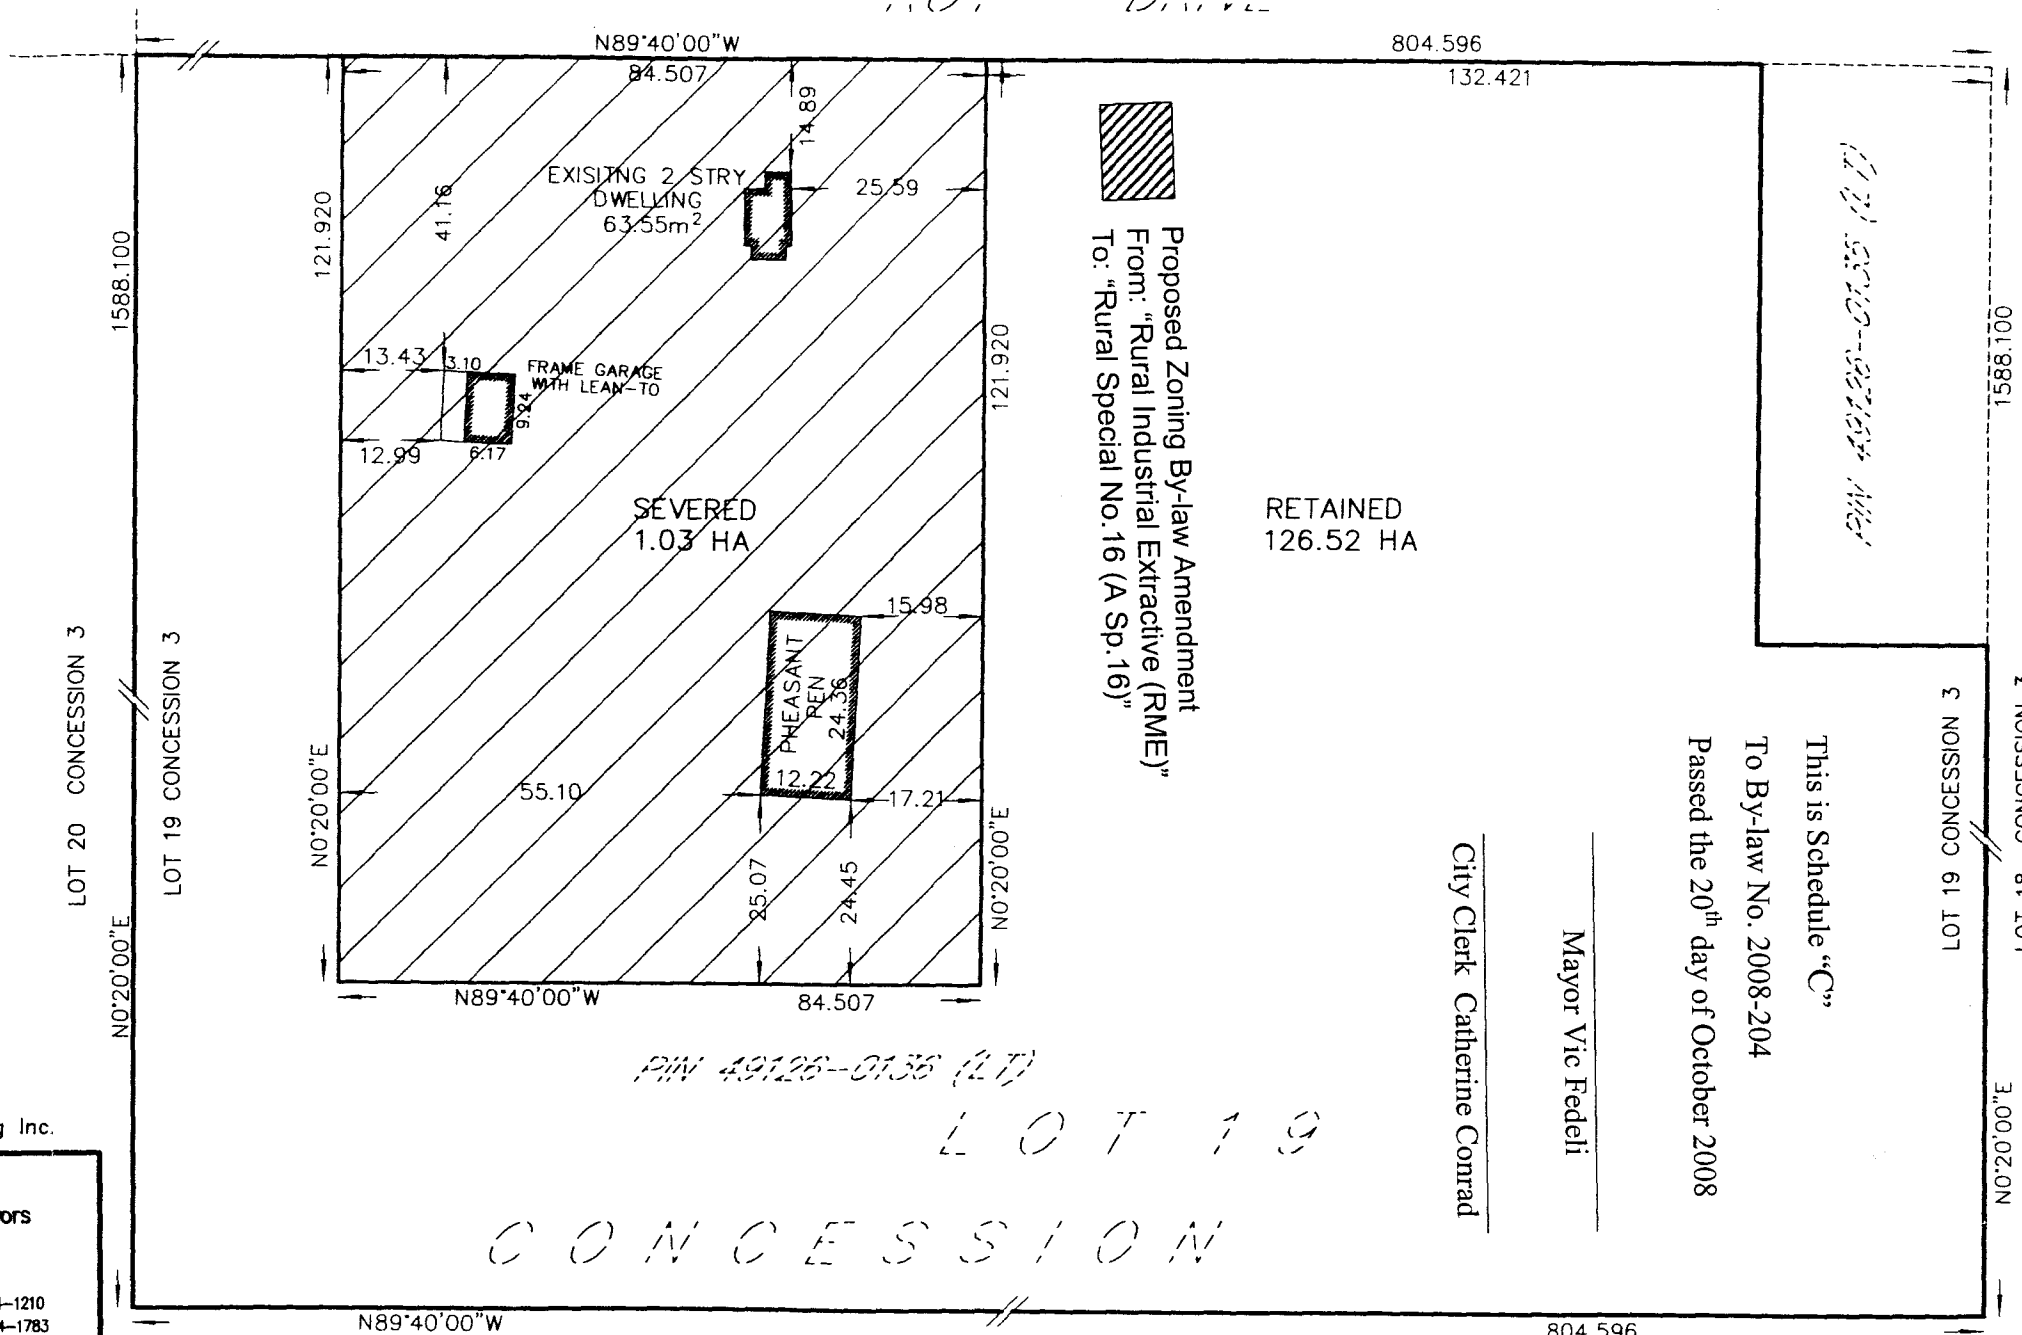 N89°40'00"W
804.596
84.507
132.421
14.89
EXISITNG 2 STRY
DWELLING
63.55m²
25.59
41.16
121.920
1588.100
13.43
3.10
FRAME GARAGE
WITH LEAN-TO
9.24
12.99
6.17
121.920
1588.100
Proposed Zoning By-law Amendment
From: "Rural Industrial Extractive (RME)"
To: "Rural Special No.16 (A Sp.16)"
SEVERED
1.03 HA
RETAINED
126.52 HA
15.98
PHEASANT
PEN
24.36
12.22
55.10
17.21
25.07
24.45
N0°20'00"E
N0°20'00"E
LOT 20 CONCESSION 3
LOT 19 CONCESSION 3
N0°20'00"E
N89°40'00"W
84.507
LOT 19 CONCESSION 3
N0°20'00"E
This is Schedule "C"
To By-law No. 2008-204
Passed the 20th day of October 2008
Mayor Vic Fedeli
City Clerk Catherine Conrad
PIN 49126-0136 (LT)
LOT 19
CONCESSION
Inc.
-1210
-1783
N89°40'00"W
804.596